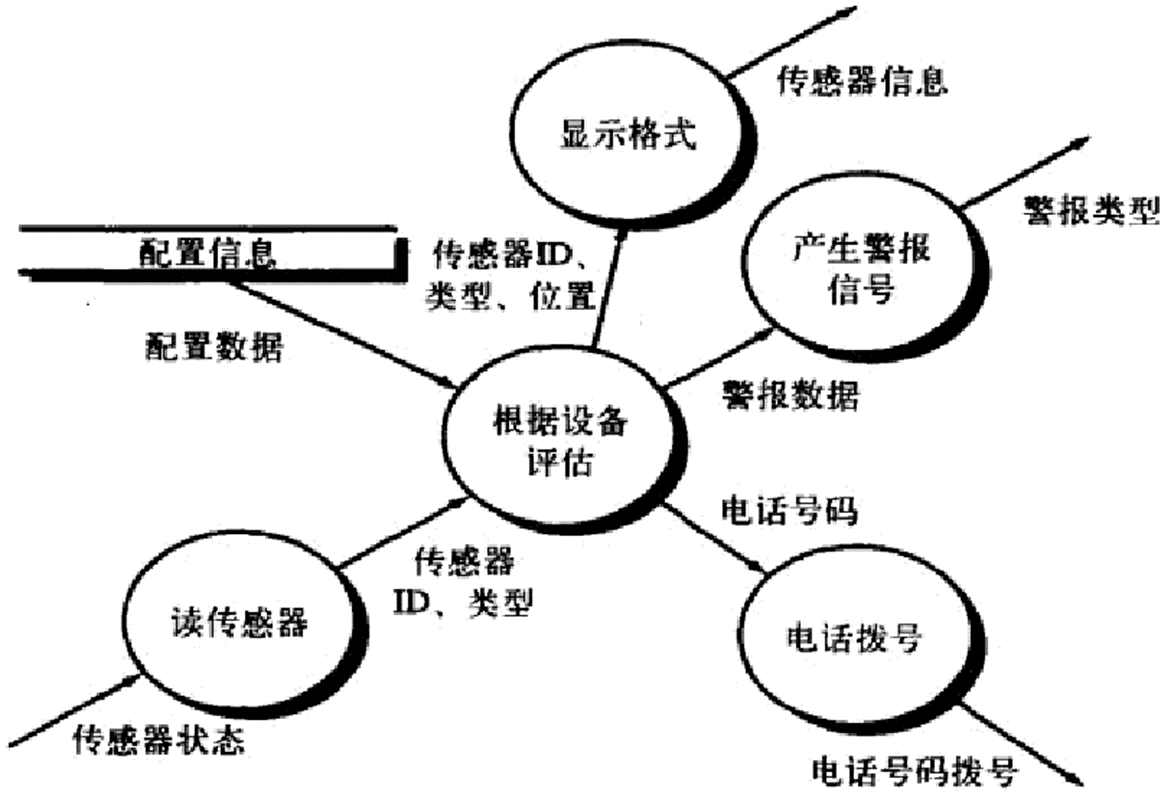 传感器信息
显示格式
警报类型
产生警报
信号
配置信息
传感器ID、
类型、位置
配置数据
警报数据
根据设备
评估
电话号码
传感器
ID、类型
读传感器
电话拨号
传感器状态
电话号码拨号